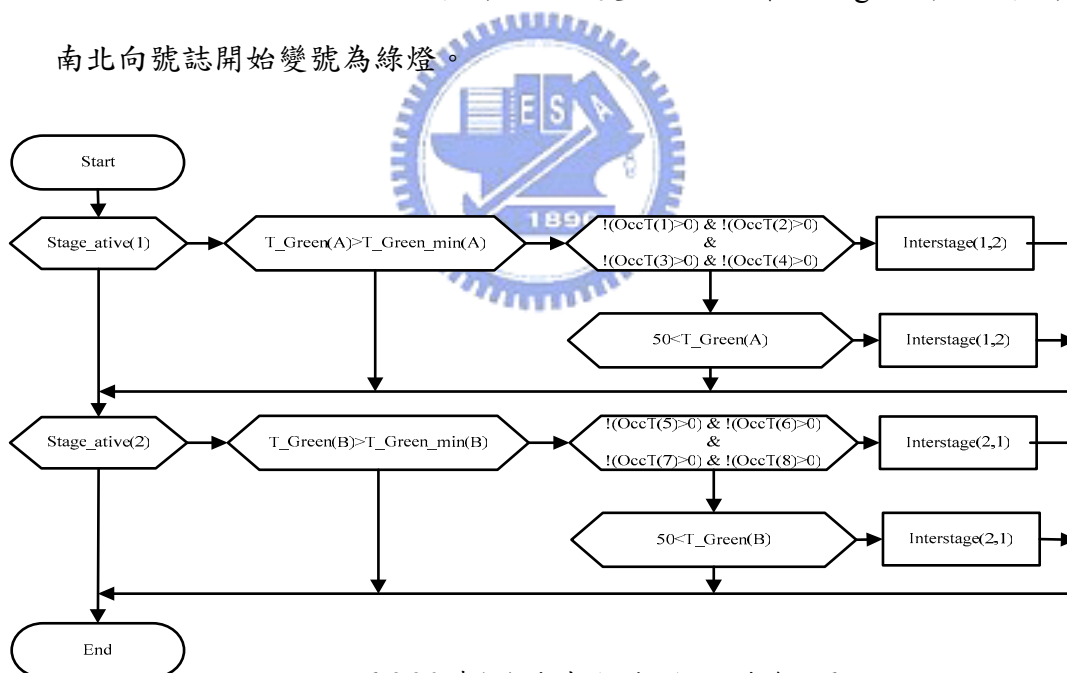 南北向號誌開始變號為綠燈。
E S A
1896
Start
Stage_ative(1)
T_Green(A)>T_Green_min(A)
!(OccT(1)>0) & !(OccT(2)>0)
&
!(OccT(3)>0) & !(OccT(4)>0)
Interstage(1,2)
50<T_Green(A)
Interstage(1,2)
Stage_ative(2)
T_Green(B)>T_Green_min(B)
!(OccT(5)>0) & !(OccT(6)>0)
&
!(OccT(7)>0) & !(OccT(8)>0)
Interstage(2,1)
50<T_Green(B)
Interstage(2,1)
End